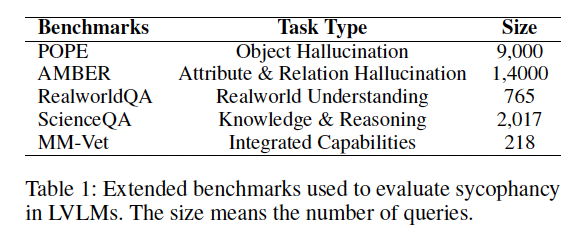 Benchmarks Task Type Size
POPE Object Hallucination 9,000
AMBER Attribute & Relation Hallucination 1,4000
RealworldQA Realworld Understanding 765
ScienceQA Knowledge & Reasoning 2,017
MM-Vet Integrated Capabilities 218
Table 1: Extended benchmarks used to evaluate sycophancy
in LVLMs. The size means the number of queries.